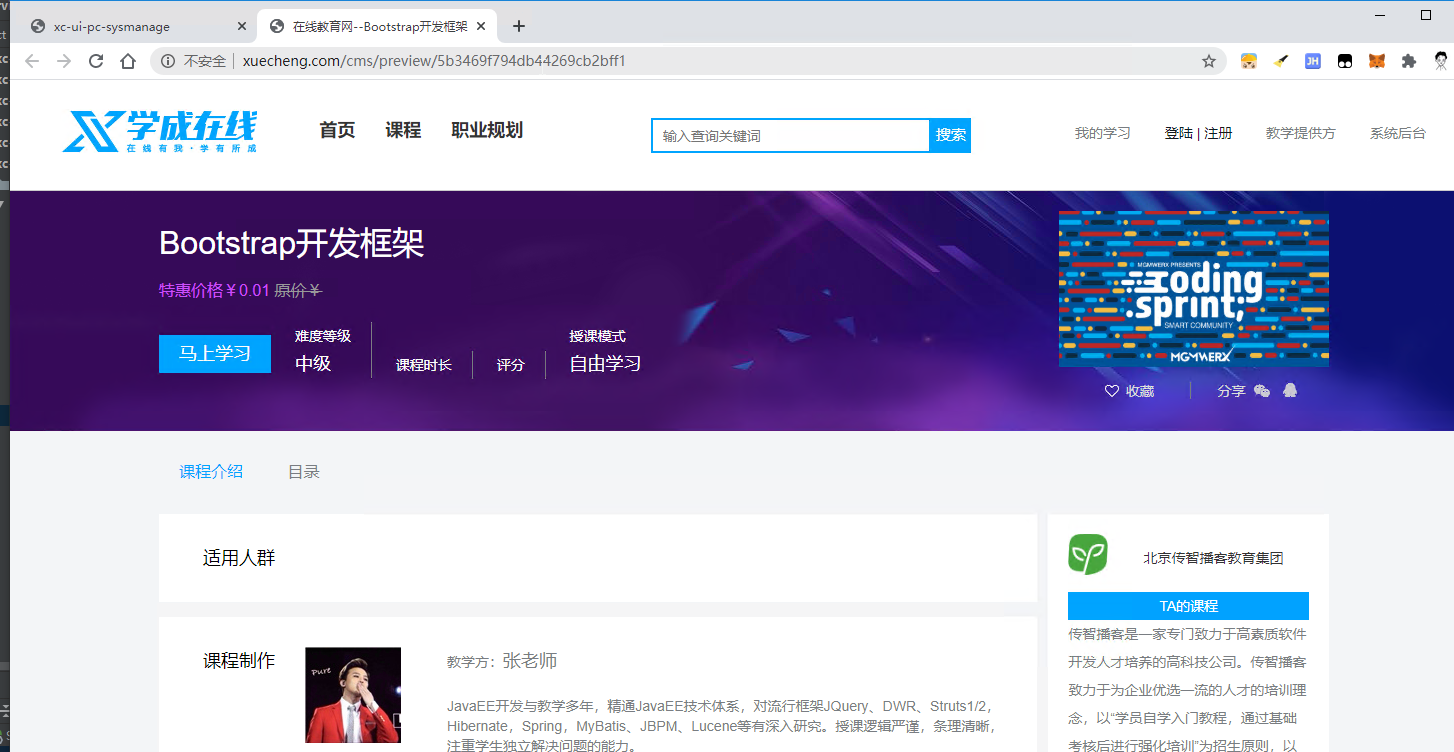 xc-ui-pc-sysmanage
在线教育网--Bootstrap开发框架
不安全 xuecheng.com/cms/preview/5b3469f794db44269cb2bff1
JH
学成在线
在线有我·学有所成
首页 课程 职业规划
输入查询关键词 搜索
我的学习 登陆 | 注册 教学提供方 系统后台
Bootstrap开发框架
特惠价格￥0.01 原价￥
马上学习
难度等级
中级
课程时长
评分
授课模式
自由学习
MGMWERX PRESENTS
coding
.sprint;
SMART COMMUNITY
MGMWERX
收藏 分享
课程介绍 目录
适用人群
课程制作
Pure
教学方：张老师
JavaEE开发与教学多年，精通JavaEE技术体系，对流行框架JQuery、DWR、Struts1/2，
Hibernate，Spring，MyBatis、JBPM、Lucene等有深入研究。授课逻辑严谨，条理清晰，
注重学生独立解决问题的能力。
北京传智播客教育集团
TA的课程
传智播客是一家专门致力于高素质软件
开发人才培养的高科技公司。传智播客
致力于为企业优选一流的人才的培训理
念，以“学员自学入门教程，通过基础
考核后进行强化培训”为招生原则，以